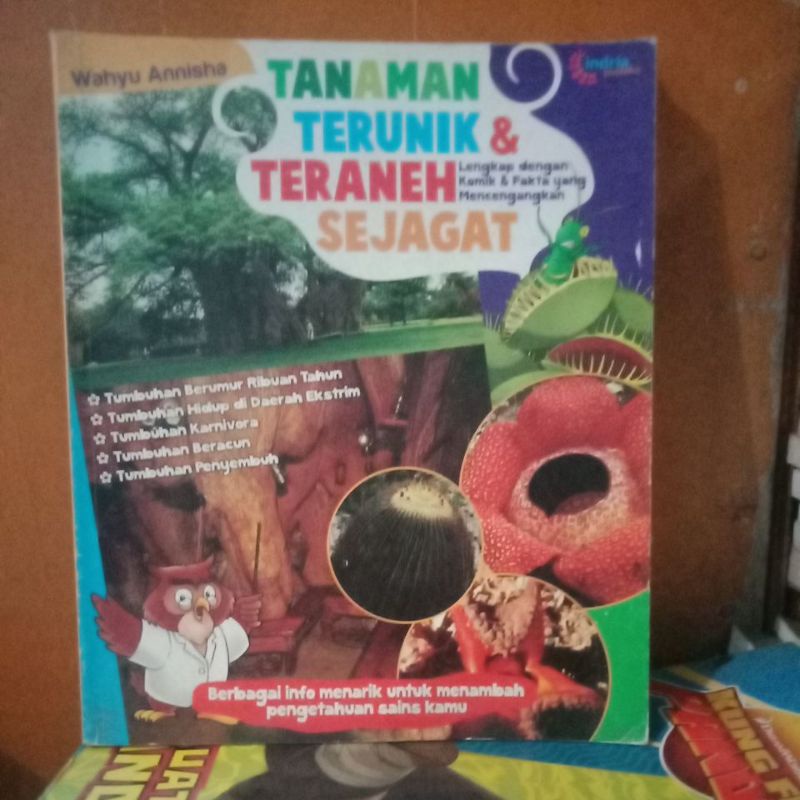 Wahyu Annisha
indria
TANAMAN
TERUNIK &
TERANEH
Lengkap dengan
Komik & Fakta yang
Mencengangkan
SEJAGAT
Tumbuhan Berumur Ribuan Tahun
Tumbuhan Hidup di Daerah Ekstrim
Tumbuhan Karnivora
Tumbuhan Beracun
Tumbuhan Penyembuh
Berbagai info menarik untuk menambah
pengetahuan sains kamu
KUNG F